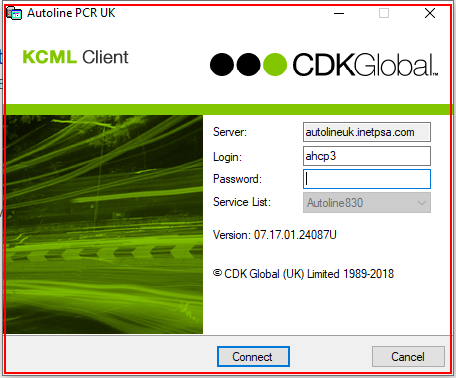 Autoline PCR UK
KCML Client
CDKGlobal™
Server: autolineuk.inetpsa.com
Login: ahcp3
Password:
Service List: Autoline830
Version: 07.17.01.24087U
© CDK Global (UK) Limited 1989-2018
Connect Cancel